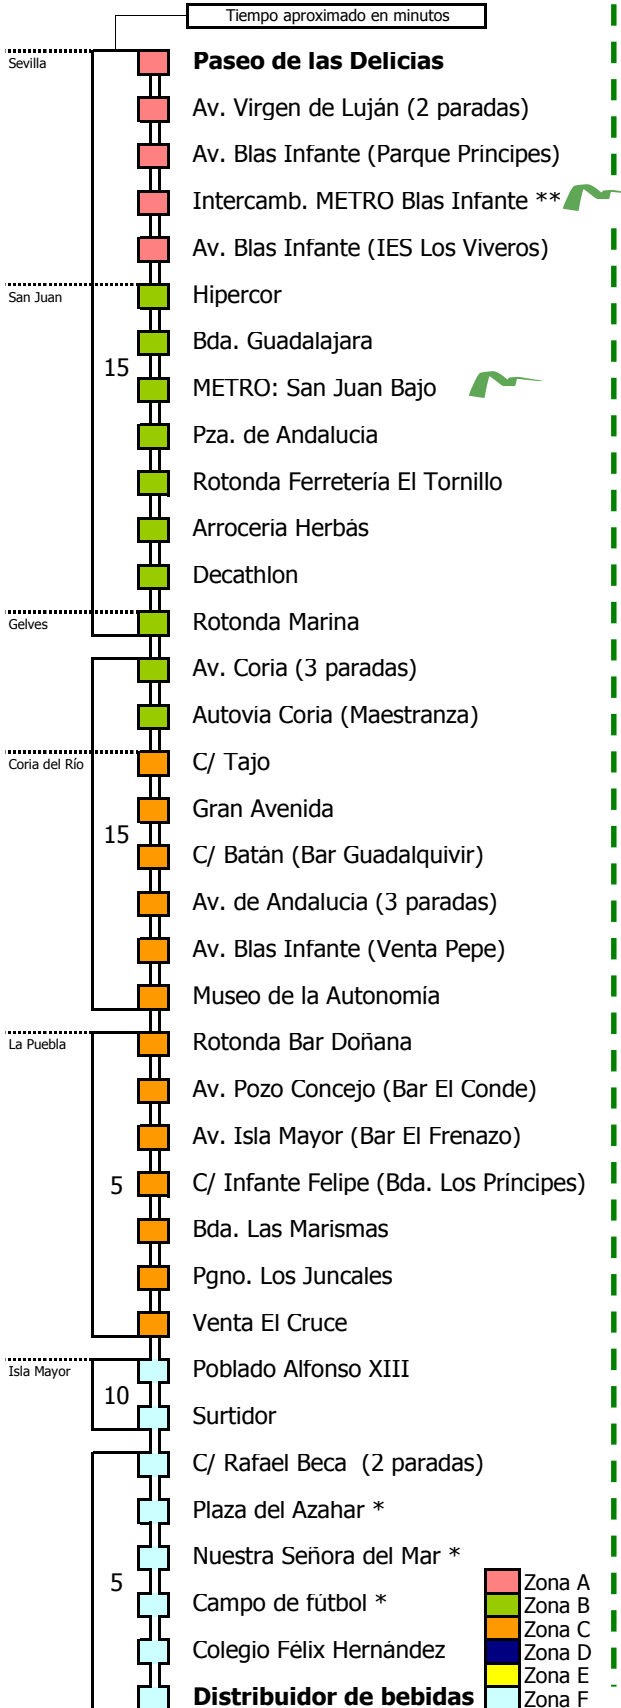 Tiempo aproximado en minutos
Sevilla
Paseo de las Delicias
Av. Virgen de Luján (2 paradas)
Av. Blas Infante (Parque Principes)
Intercamb. METRO Blas Infante **
Av. Blas Infante (IES Los Viveros)
San Juan
Hipercor
Bda. Guadalajara
15
METRO: San Juan Bajo
Pza. de Andalucia
Rotonda Ferretería El Tornillo
Arroceria Herbás
Decathlon
Gelves
Rotonda Marina
Av. Coria (3 paradas)
Autovia Coria (Maestranza)
Coria del Río
C/ Tajo
Gran Avenida
15
C/ Batán (Bar Guadalquivir)
Av. de Andalucia (3 paradas)
Av. Blas Infante (Venta Pepe)
Museo de la Autonomía
La Puebla
Rotonda Bar Doñana
Av. Pozo Concejo (Bar El Conde)
Av. Isla Mayor (Bar El Frenazo)
5
C/ Infante Felipe (Bda. Los Príncipes)
Bda. Las Marismas
Pgno. Los Juncales
Venta El Cruce
Isla Mayor
Poblado Alfonso XIII
10
Surtidor
C/ Rafael Beca (2 paradas)
Plaza del Azahar *
Nuestra Señora del Mar *
5
Campo de fútbol *
Colegio Félix Hernández
Distribuidor de bebidas
Zona A
Zona B
Zona C
Zona D
Zona E
Zona F